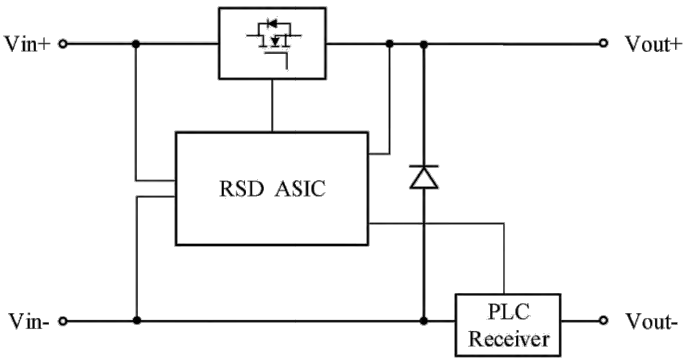 Vin+
Vout+
RSD ASIC
Vin-
PLC
Receiver
Vout-